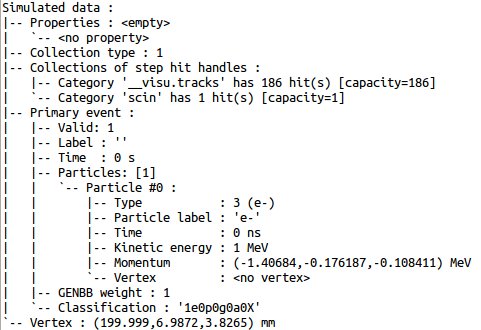 Simulated data :
|-- Properties : <empty>
|   `-- <no property>
|-- Collection type : 1
|-- Collections of step hit handles :
|   |-- Category '__visu.tracks' has 186 hit(s) [capacity=186]
|   `-- Category 'scin' has 1 hit(s) [capacity=1]
|-- Primary event :
|   |-- Valid: 1
|   |-- Label : ''
|   |-- Time  : 0 s
|   |-- Particles: [1]
|   |   `-- Particle #0 :
|   |       |-- Type           : 3 (e-)
|   |       |-- Particle label : 'e-'
|   |       |-- Time           : 0 ns
|   |       |-- Kinetic energy : 1 MeV
|   |       |-- Momentum       : (-1.40684,-0.176187,-0.108411) MeV
|   |       `-- Vertex         : <no vertex>
|   |-- GENBB weight : 1
|   `-- Classification : '1e0p0g0a0X'
`-- Vertex : (199.999,6.9872,3.8265) mm